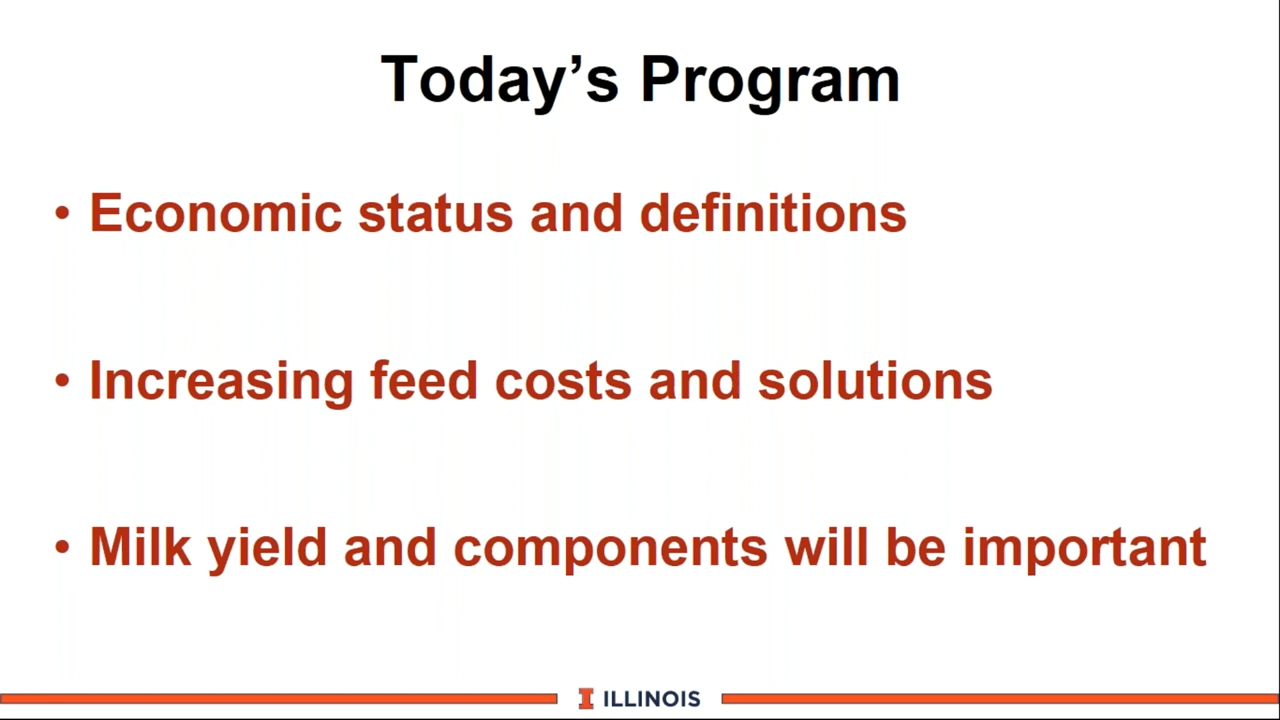 Today’s Program
• Economic status and definitions
• Increasing feed costs and solutions
• Milk yield and components will be important
I ILLINOIS